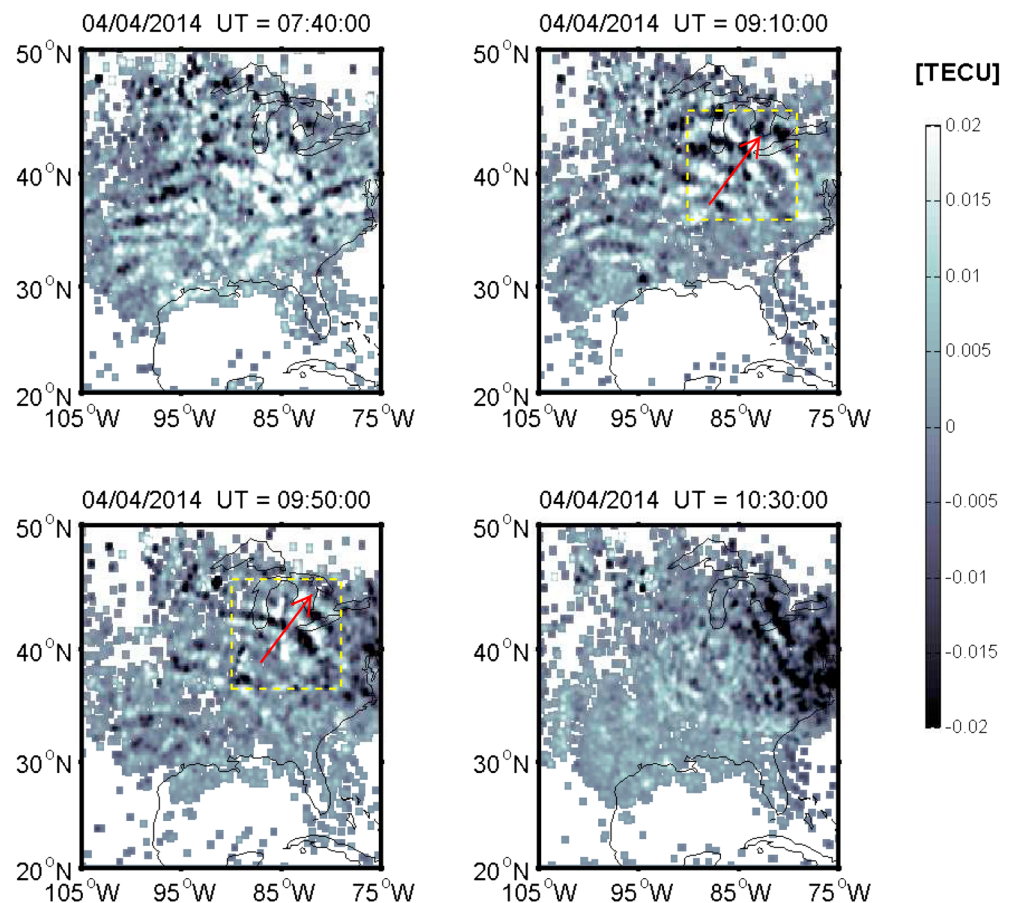 04/04/2014 UT = 07:40:00
50°N
40°N
30°N
20°N
105°W 95°W 85°W 75°W
04/04/2014 UT = 09:10:00
50°N
40°N
30°N
20°N
105°W 95°W 85°W 75°W
[TECU]
0.02
0.015
0.01
0.005
0
-0.005
-0.01
-0.015
-0.02
04/04/2014 UT = 09:50:00
50°N
40°N
30°N
20°N
105°W 95°W 85°W 75°W
04/04/2014 UT = 10:30:00
50°N
40°N
30°N
20°N
105°W 95°W 85°W 75°W